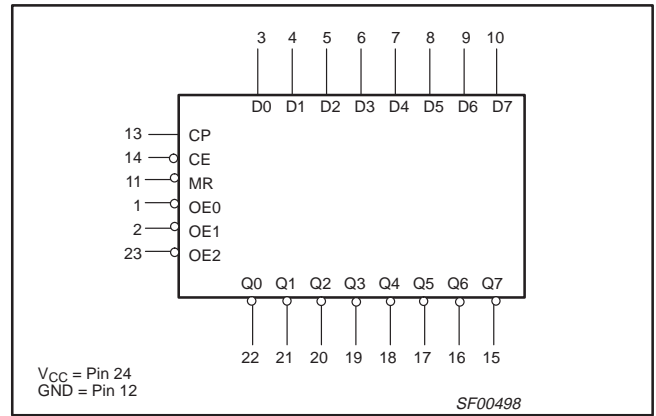 3 4 5 6 7 8 9 10
D0 D1 D2 D3 D4 D5 D6 D7
13 CP
14 CE
11 MR
1 OE0
2 OE1
23 OE2
Q0 Q1 Q2 Q3 Q4 Q5 Q6 Q7
22 21 20 19 18 17 16 15
VCC = Pin 24
GND = Pin 12
SF00498